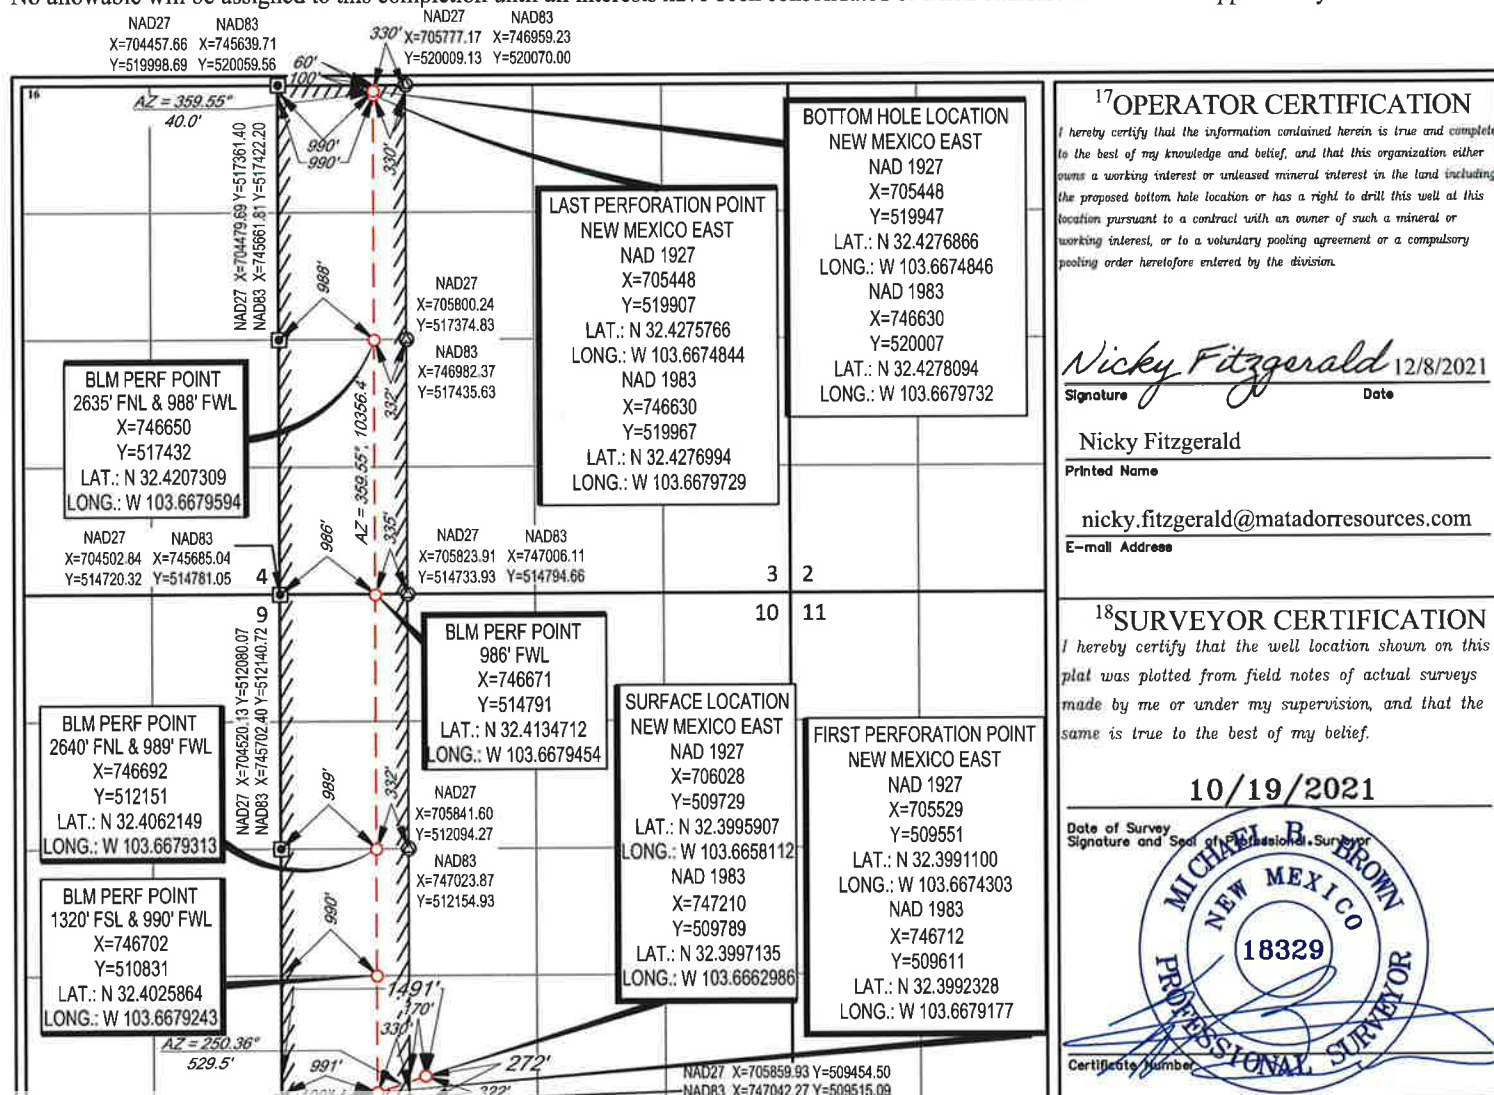 NAD27 NAD83
X=704457.66 X=745639.71
Y=519998.69 Y=520059.56
NAD27 NAD83
X=705777.17 X=746959.23
Y=520009.13 Y=520070.00
330'
60'
100'
16
AZ = 359.55°
40.0'
990'
990'
330'
NAD27 X=704479.69 Y=517361.40
NAD83 X=745661.81 Y=517422.20
988'
NAD27
X=705800.24
Y=517374.83
NAD83
X=746982.37
Y=517435.63
332'
AZ = 359.55°, 10356.4'
BLM PERF POINT
2635' FNL & 988' FWL
X=746650
Y=517432
LAT.: N 32.4207309
LONG.: W 103.6679594
LAST PERFORATION POINT
NEW MEXICO EAST
NAD 1927
X=705448
Y=519907
LAT.: N 32.4275766
LONG.: W 103.6674844
NAD 1983
X=746630
Y=519967
LAT.: N 32.4276994
LONG.: W 103.6679729
BOTTOM HOLE LOCATION
NEW MEXICO EAST
NAD 1927
X=705448
Y=519947
LAT.: N 32.4276866
LONG.: W 103.6674846
NAD 1983
X=746630
Y=520007
LAT.: N 32.4278094
LONG.: W 103.6679732
NAD27 NAD83
X=704502.84 X=745685.04
Y=514720.32 Y=514781.05
986'
335'
NAD27 NAD83
X=705823.91 X=747006.11
Y=514733.93 Y=514794.66
4
9
3 2
10 11
BLM PERF POINT
986' FWL
X=746671
Y=514791
LAT.: N 32.4134712
LONG.: W 103.6679454
NAD27 X=704520.13 Y=512080.07
NAD83 X=745702.40 Y=512140.72
BLM PERF POINT
2640' FNL & 989' FWL
X=746692
Y=512151
LAT.: N 32.4062149
LONG.: W 103.6679313
989'
332'
NAD27
X=705841.60
Y=512094.27
NAD83
X=747023.87
Y=512154.93
BLM PERF POINT
1320' FSL & 990' FWL
X=746702
Y=510831
LAT.: N 32.4025864
LONG.: W 103.6679243
990'
SURFACE LOCATION
NEW MEXICO EAST
NAD 1927
X=706028
Y=509729
LAT.: N 32.3995907
LONG.: W 103.6658112
NAD 1983
X=747210
Y=509789
LAT.: N 32.3997135
LONG.: W 103.6662986
FIRST PERFORATION POINT
NEW MEXICO EAST
NAD 1927
X=705529
Y=509551
LAT.: N 32.3991100
LONG.: W 103.6674303
NAD 1983
X=746712
Y=509611
LAT.: N 32.3992328
LONG.: W 103.6679177
1491'
170'
330'
AZ = 250.36°
529.5'
991'
272'
322'
NAD27 X=705859.93 Y=509454.50
NAD83 X=747042.27 Y=509515.09
17OPERATOR CERTIFICATION
I hereby certify that the information contained herein is true and complete
to the best of my knowledge and belief, and that this organization either
owns a working interest or unleased mineral interest in the land including
the proposed bottom hole location or has a right to drill this well at this
location pursuant to a contract with an owner of such a mineral or
working interest, or to a voluntary pooling agreement or a compulsory
pooling order heretofore entered by the division.
Nicky Fitzgerald 12/8/2021
Signature Date
Nicky Fitzgerald
Printed Name
nicky.fitzgerald@matadorresources.com
E-mail Address
18SURVEYOR CERTIFICATION
I hereby certify that the well location shown on this
plat was plotted from field notes of actual surveys
made by me or under my supervision, and that the
same is true to the best of my belief.
10/19/2021
Date of Survey
Signature and Seal of Professional Surveyor
MICHAEL B. BROWN
NEW MEXICO
18329
PROFESSIONAL SURVEYOR
Certificate Number